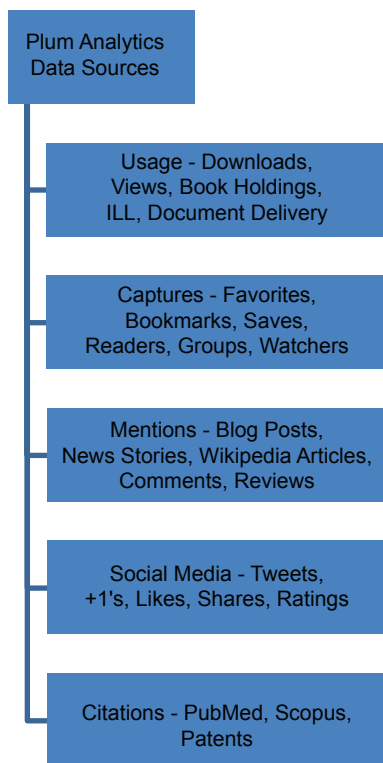 Plum Analytics
Data Sources
Usage - Downloads,
Views, Book Holdings,
ILL, Document Delivery
Captures - Favorites,
Bookmarks, Saves,
Readers, Groups, Watchers
Mentions - Blog Posts,
News Stories, Wikipedia Articles,
Comments, Reviews
Social Media - Tweets,
+1's, Likes, Shares, Ratings
Citations - PubMed, Scopus,
Patents